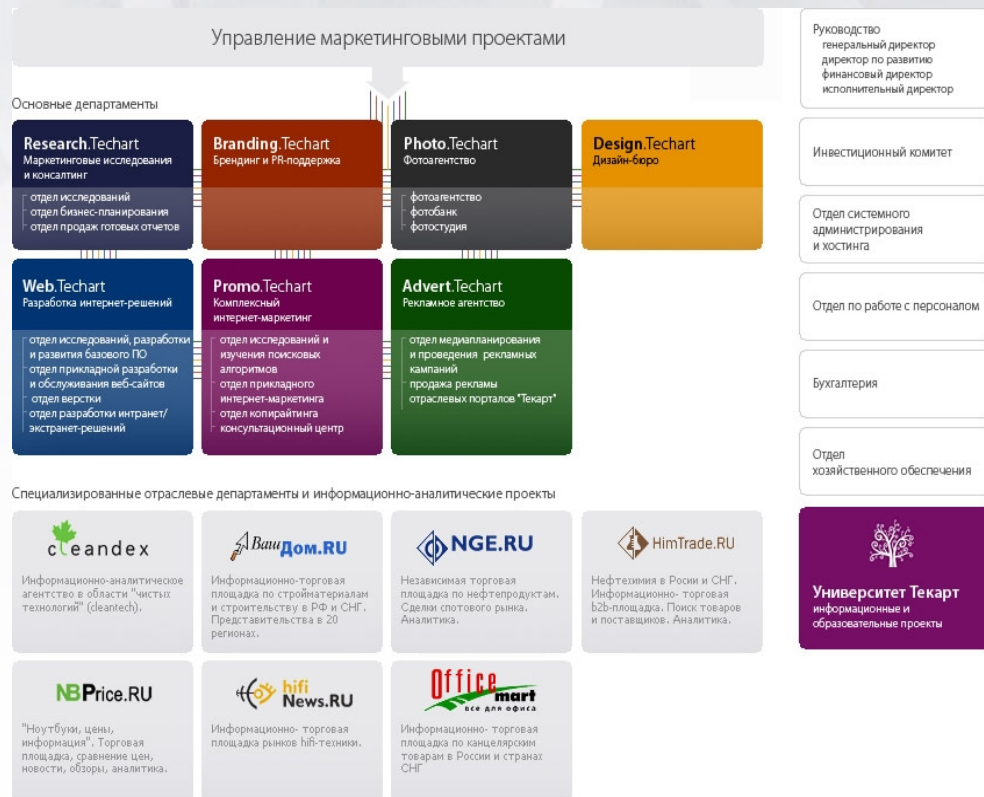 Управление маркетинговыми проектами
Основные департаменты
Research.Techart
Маркетинговые исследования
и консалтинг
отдел исследований
отдел бизнес-планирования
отдел продаж готовых отчетов
Branding.Techart
Брендинг и PR-поддержка
Photo.Techart
Фотоагентство
фотоагентство
фотобанк
фотостудия
Design.Techart
Дизайн-бюро
Web.Techart
Разработка интернет-решений
отдел исследований, разработки
и развития базового ПО
отдел прикладной разработки
и обслуживания веб-сайтов
отдел верстки
отдел разработки интранет/
экстранет-решений
Promo.Techart
Комплексный
интернет-маркетинг
отдел исследований и
изучения поисковых
алгоритмов
отдел прикладного
интернет-маркетинга
отдел копирайтинга
консультационный центр
Advert.Techart
Рекламное агентство
отдел медиапланирования
и проведения рекламных
кампаний
продажа рекламы
отраслевых порталов "Текарт"
Специализированные отраслевые департаменты и информационно-аналитические проекты
cleandex
Информационно-аналитическое
агентство в области "чистых
технологий" (cleantech).
ВашДом.RU
Информационно-торговая
площадка по стройматериалам
и строительству в РФ и СНГ.
Представительства в 20
регионах.
NGE.RU
Независимая торговая
площадка по нефтепродуктам.
Сделки спотового рынка.
Аналитика.
HimTrade.RU
Нефтехимия в Росии и СНГ.
Информационно- торговая
b2b-площадка. Поиск товаров
и поставщиков. Аналитика.
NBPrice.RU
"Ноутбуки, цены,
информация". Торговая
площадка, сравнение цен,
новости, обзоры, аналитика.
hifi
News.RU
Информационно- торговая
площадка рынков hifi-техники.
Office
mart
все для офиса
Информационно- торговая
площадка по канцелярским
товарам в России и странах
СНГ
Руководство
генеральный директор
директор по развитию
финансовый директор
исполнительный директор
Инвестиционный комитет
Отдел системного
администрирования
и хостинга
Отдел по работе с персоналом
Бухгалтерия
Отдел
хозяйственного обеспечения
Университет Текарт
информационные и
образовательные проекты